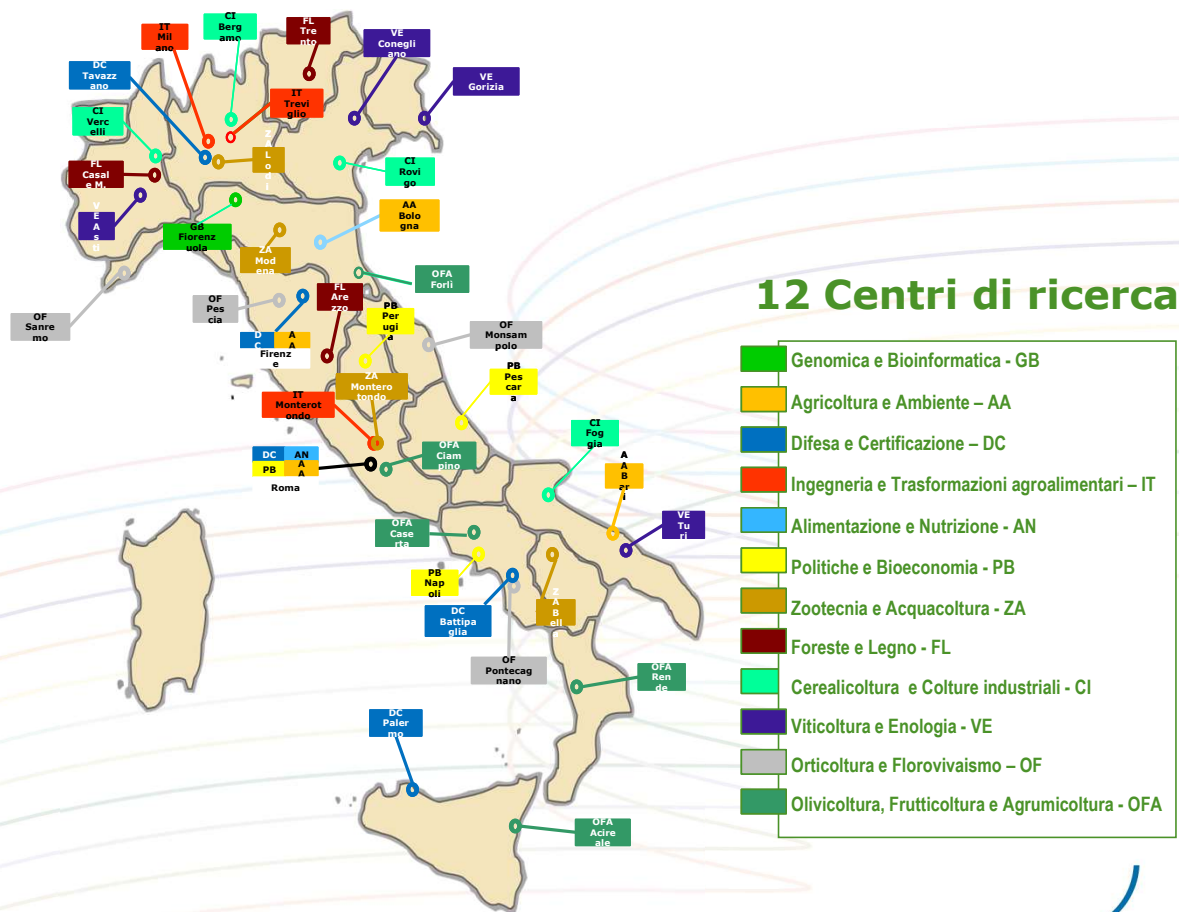 CI
Berg
amo
FL
Tre
nto
IT
Mil
ano
VE
Conegli
ano
DC
Tavazz
ano
VE
Gorizia
IT
Trevi
glio
CI
Verc
elli
Z
A
L
o
d
i
FL
Casal
e M.
CI
Rovi
go
V
E
A
s
ti
AA
Bolo
gna
GB
Fiorenz
uola
ZA
Mod
ena
OFA
Forlì
12 Centri di ricerca
OF
Sanre
mo
OF
Pes
cia
FL
Are
zzo
PB
Per
ugi
a
OF
Monsam
polo
D
C
A
A
Firenz
e
Genomica e Bioinformatica - GB
PB
Pes
car
a
ZA
Montero
tondo
IT
Monterot
ondo
Agricoltura e Ambiente – AA
CI
Fog
gia
Difesa e Certificazione – DC
DC
AN
PB
A
A
Roma
OFA
Cia
mpino
A
A
B
ar
i
Ingegneria e Trasformazioni agroalimentari – IT
OFA
Case
rta
VE
Tu
ri
Alimentazione e Nutrizione - AN
PB
Nap
oli
Politiche e Bioeconomia - PB
DC
Battipa
glia
Z
A
B
ell
Zootecnia e Acquacoltura - ZA
Foreste e Legno - FL
OF
Pontecag
nano
OFA
Ren
de
Cerealicoltura e Colture industriali - CI
DC
Paler
mo
Viticoltura e Enologia - VE
Orticoltura e Florovivaismo – OF
Olivicoltura, Frutticoltura e Agrumicoltura - OFA
OFA
Acire
ale